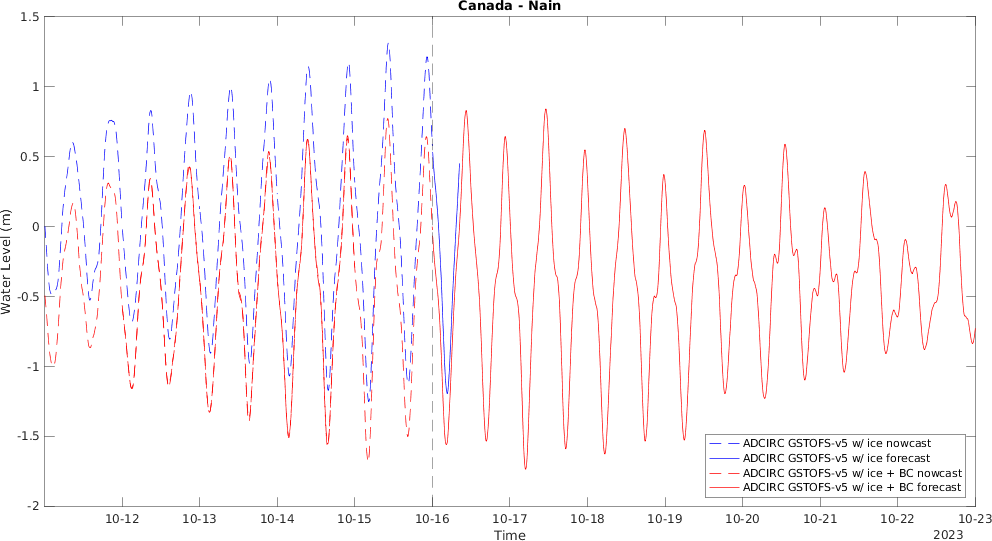 Canada - Nain
1.5
1
0.5
0
-0.5
-1
-1.5
-2
Water Level (m)
10-12 10-13 10-14 10-15 10-16 10-17 10-18 10-19 10-20 10-21 10-22 10-23
Time
2023
ADCIRC GSTOFS-v5 w/ ice nowcast
ADCIRC GSTOFS-v5 w/ ice forecast
ADCIRC GSTOFS-v5 w/ ice + BC nowcast
ADCIRC GSTOFS-v5 w/ ice + BC forecast